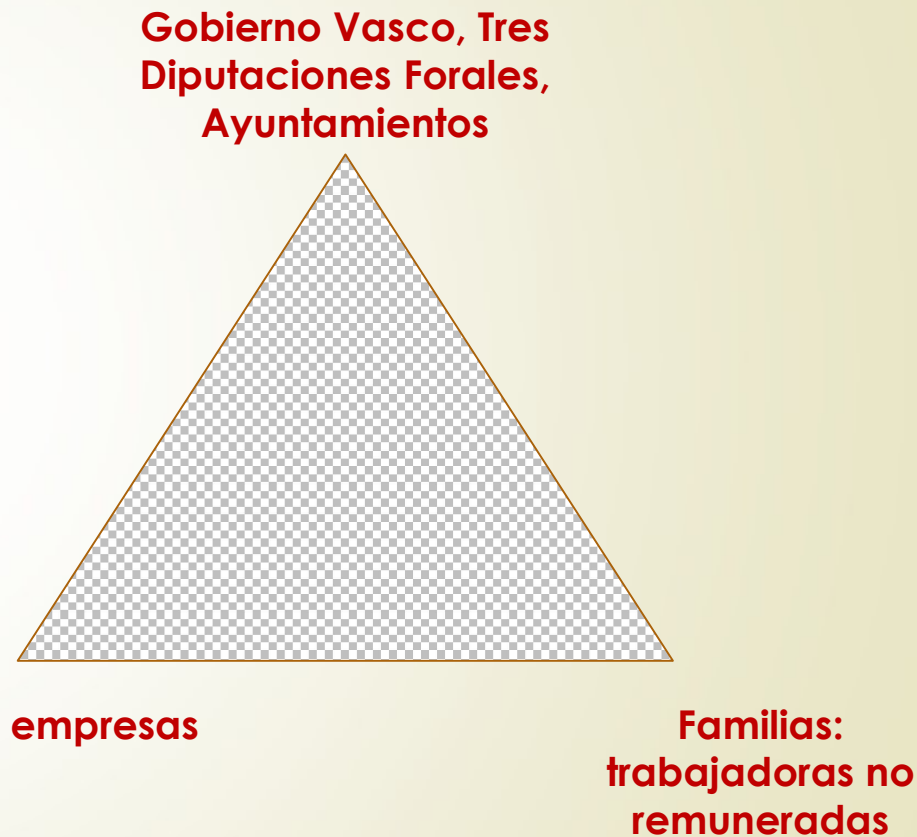 Gobierno Vasco, Tres
Diputaciones Forales,
Ayuntamientos
empresas
Familias:
trabajadoras no
remuneradas